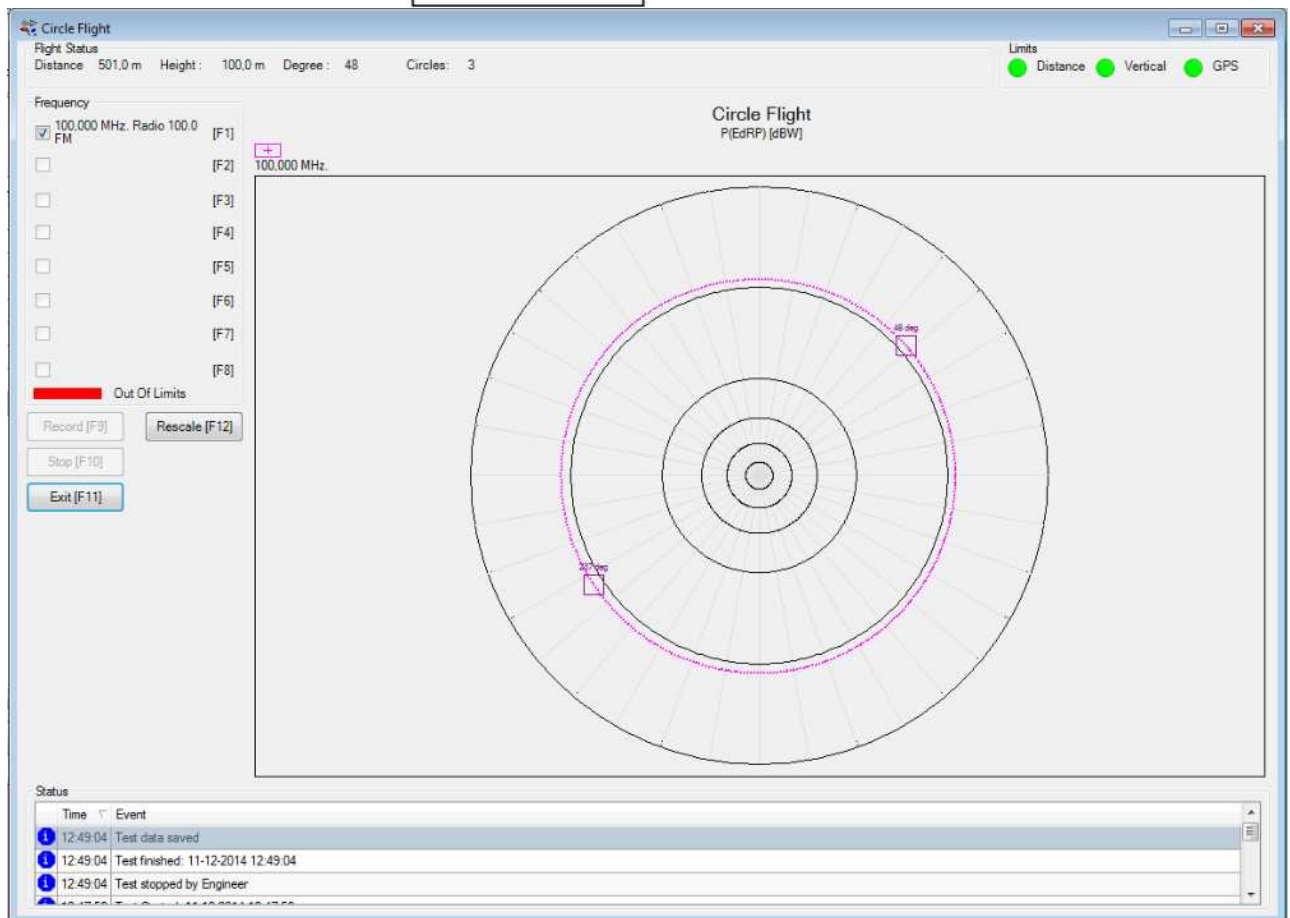 Circle Flight
Flight Status
Distance 501,0 m Height : 100,0 m Degree : 48 Circles: 3
Limits
Distance Vertical GPS
Frequency
100,000 MHz. Radio 100.0 FM [F1]
[F2]
[F3]
[F4]
[F5]
[F6]
[F7]
[F8]
Out Of Limits
Record [F9] Rescale [F12]
Stop [F10]
Exit [F11]
Circle Flight
P(EdRP) [dBW]
100,000 MHz.
48 deg
237 deg
Status
Time Event
12:49:04 Test data saved
12:49:04 Test finished: 11-12-2014 12:49:04
12:49:04 Test stopped by Engineer